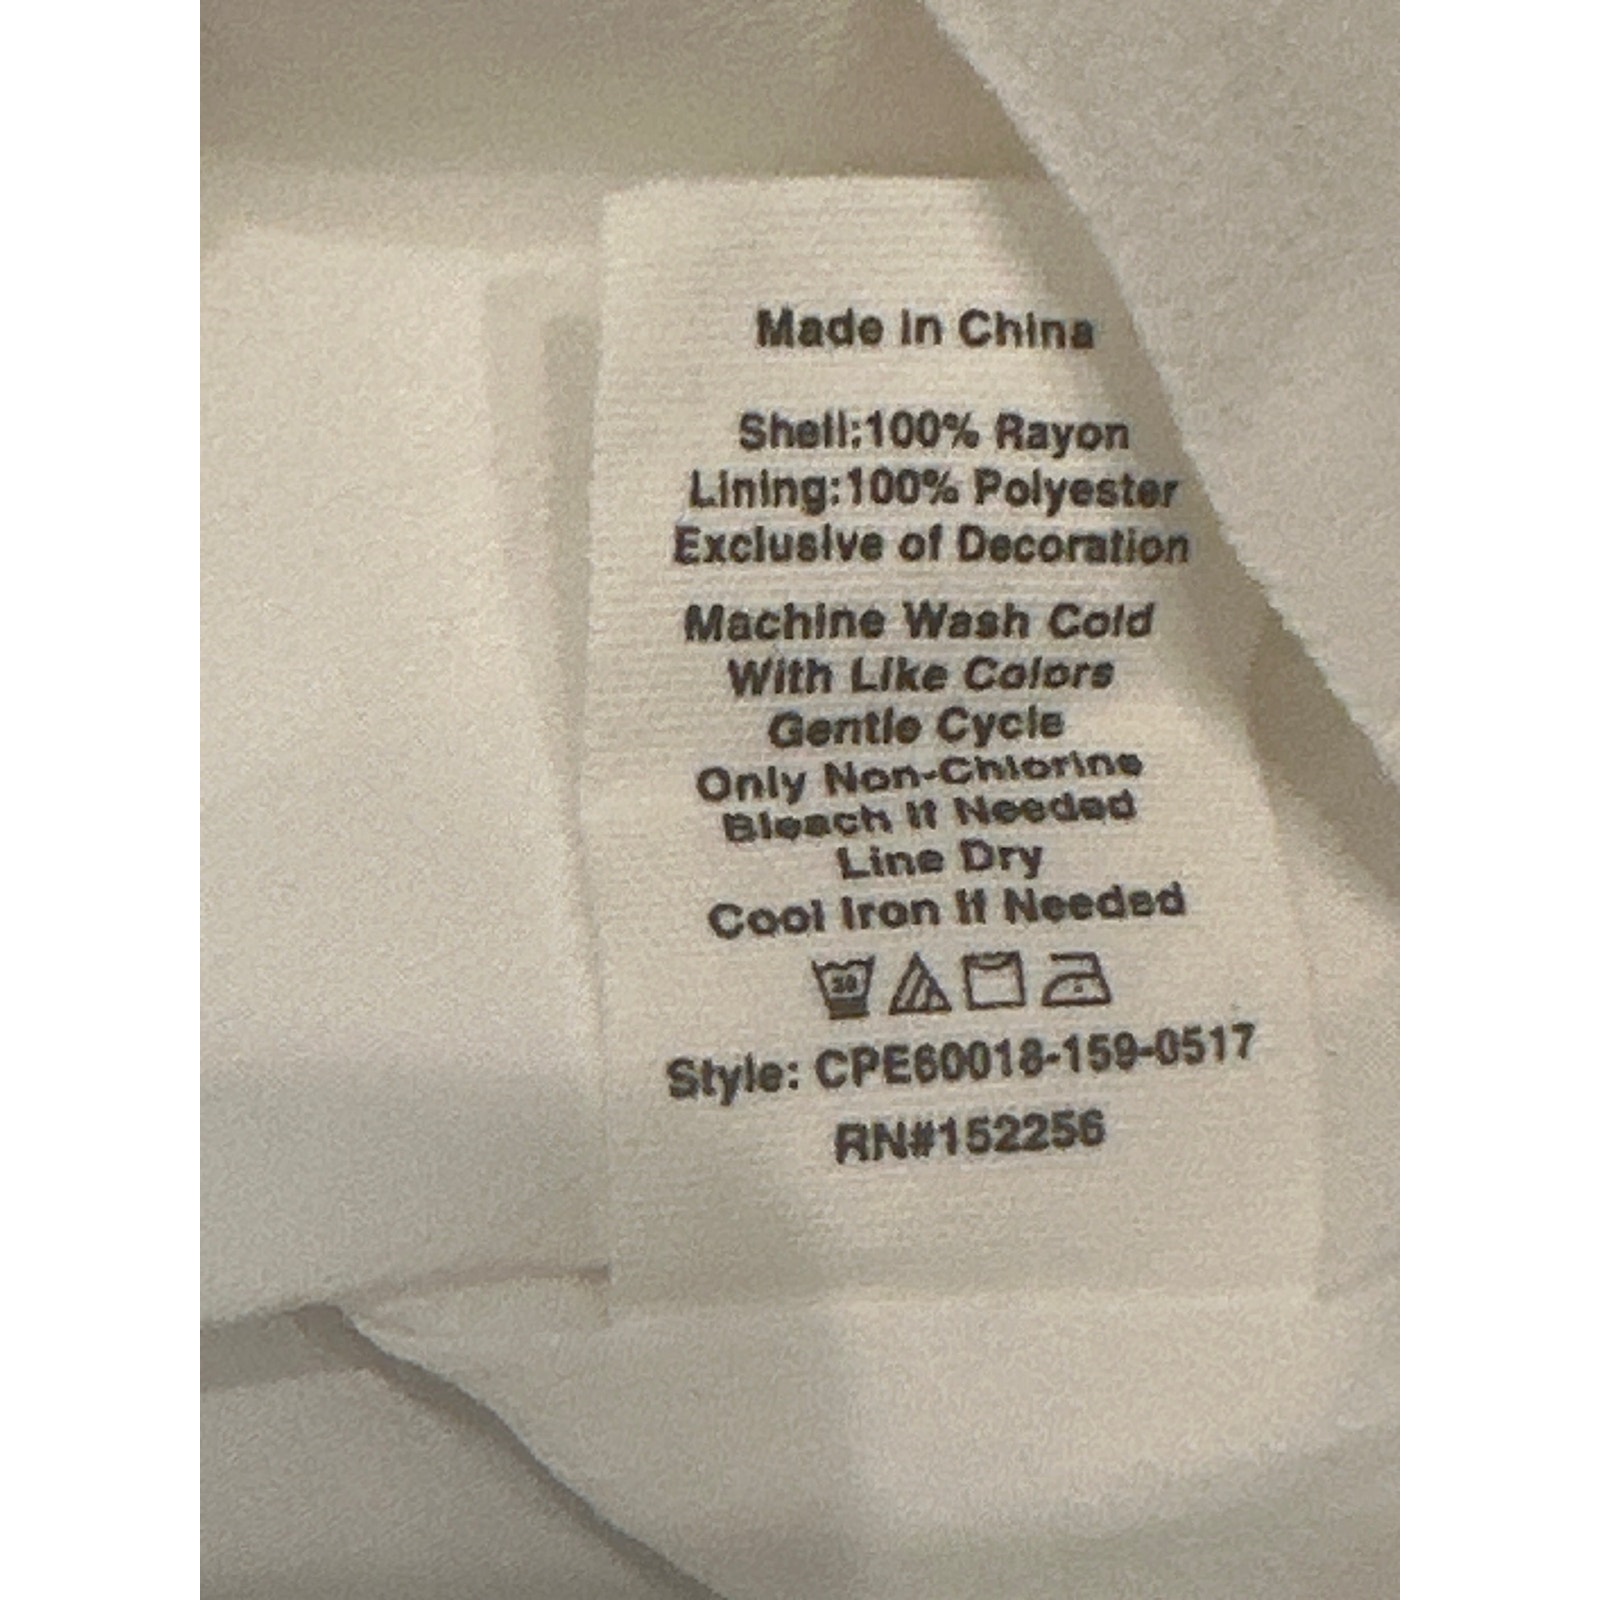 Made in China
Shell:100% Rayon
Lining:100% Polyester
Exclusive of Decoration
Machine Wash Cold
With Like Colors
Gentle Cycle
Only Non-Chlorine
Bleach If Needed
Line Dry
Cool Iron If Needed
30
Style: CPE60018-159-0517
RN#152256